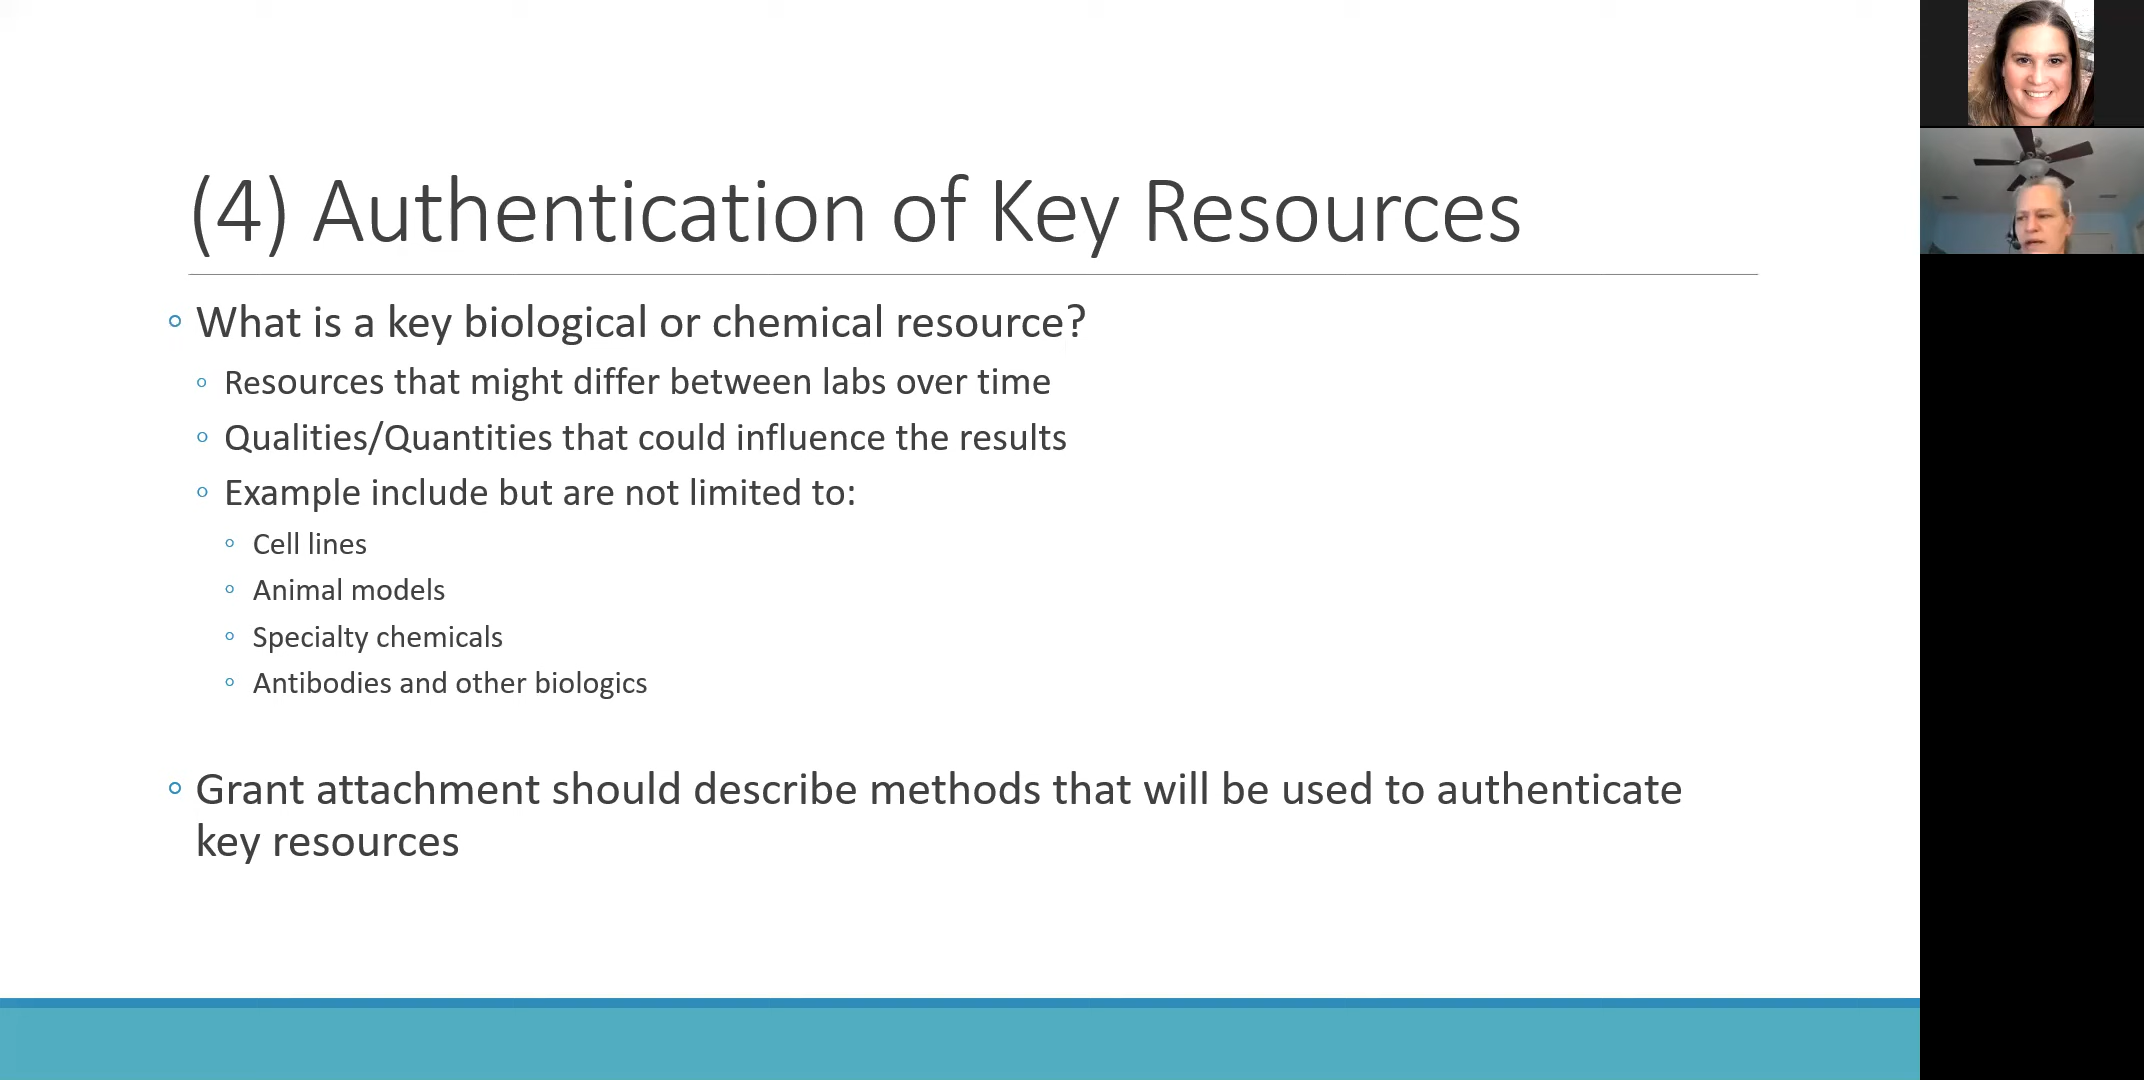 (4) Authentication of Key Resources
What is a key biological or chemical resource?
Resources that might differ between labs over time
Qualities/Quantities that could influence the results
Example include but are not limited to:
Cell lines
Animal models
Specialty chemicals
Antibodies and other biologics
Grant attachment should describe methods that will be used to authenticate
key resources